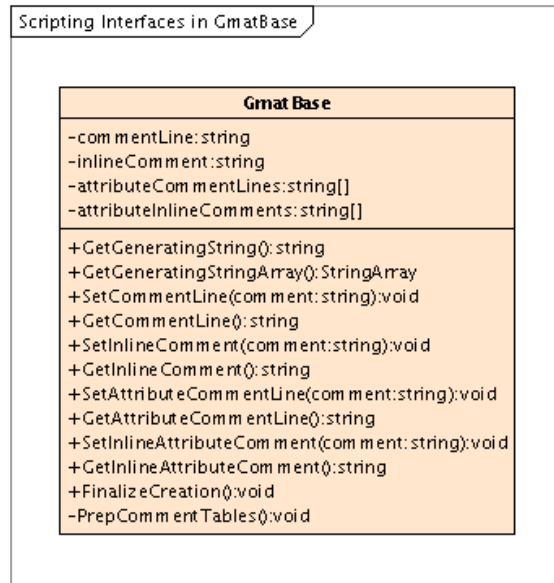 Scripting Interfaces in GmatBase
GmatBase
-commentLine:string
-inlineComment:string
-attributeCommentLines:string[]
-attributeInlineComments:string[]
+GetGeneratingString():string
+GetGeneratingStringArray():StringArray
+SetCommentLine(comment:string):void
+GetCommentLine():string
+SetInlineComment(comment:string):void
+GetInlineComment():string
+SetAttributeCommentLine(comment:string):void
+GetAttributeCommentLine():string
+SetInlineAttributeComment(comment:string):void
+GetInlineAttributeComment():string
+FinalizeCreation():void
-PrepCommentTables():void